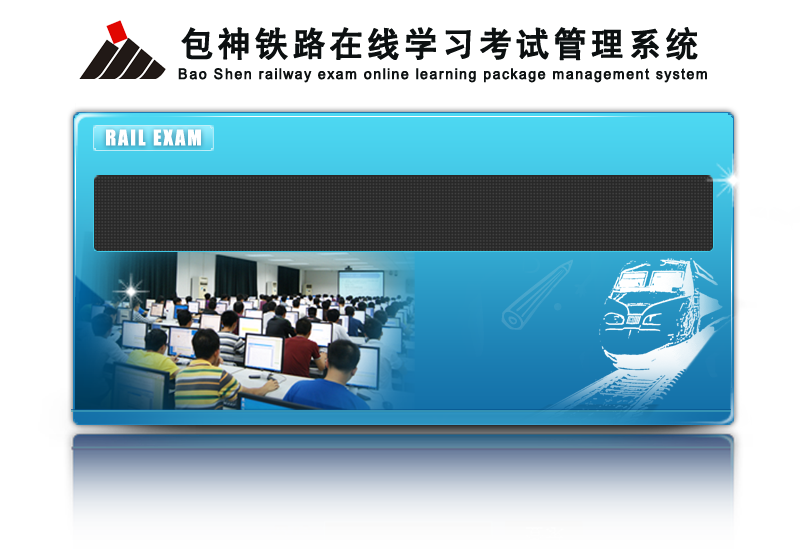 包神铁路在线学习考试管理系统
Bao Shen railway exam online learning package management system
RAIL EXAM